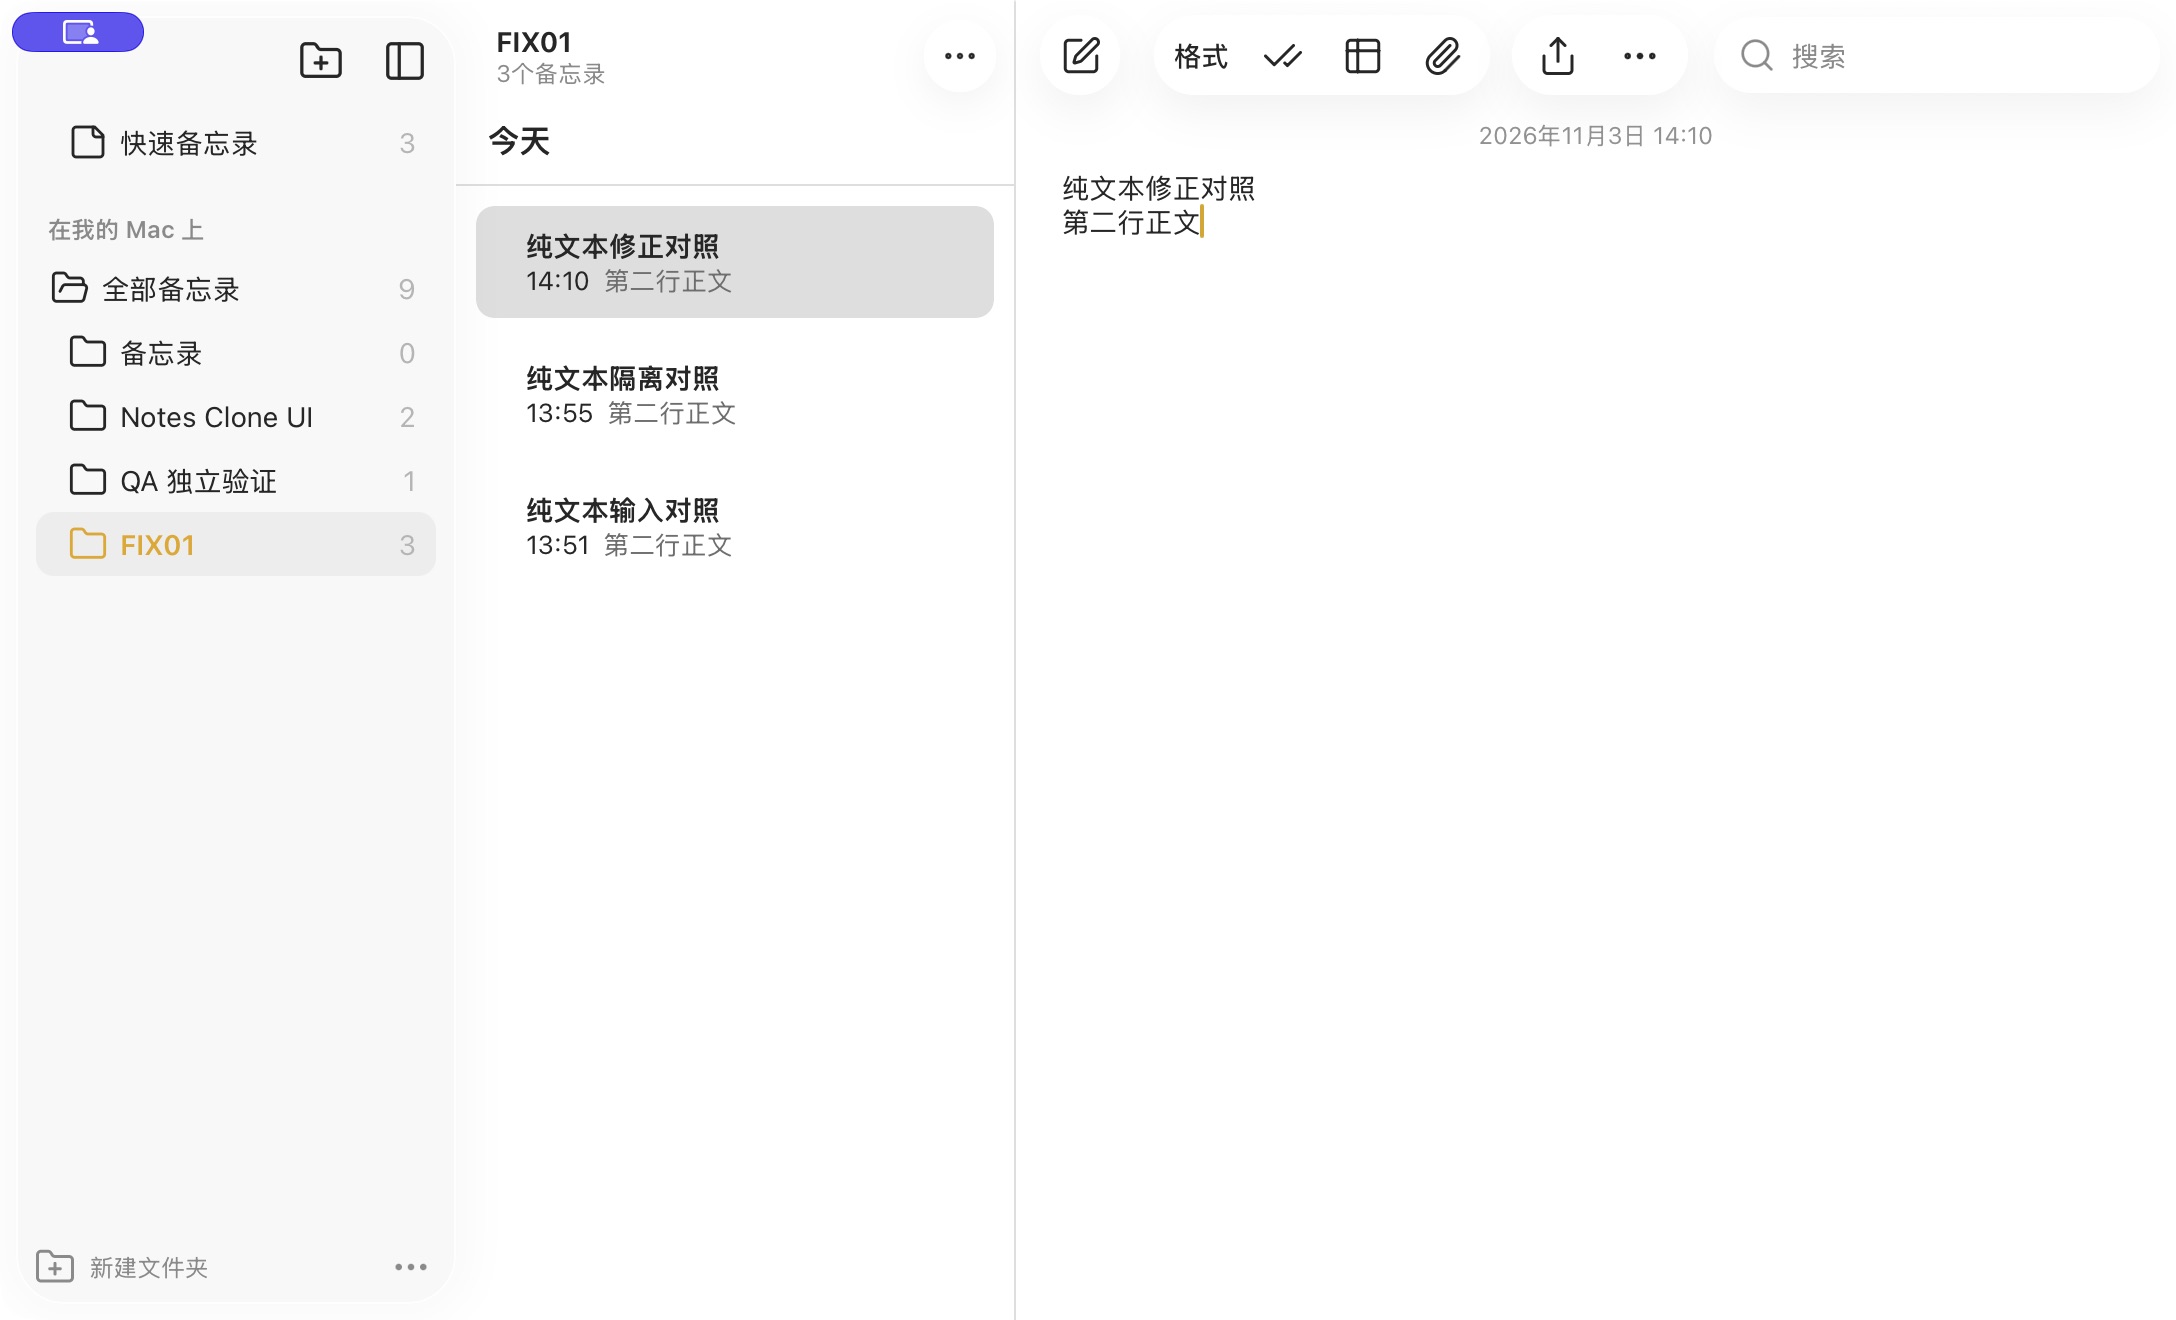 快速备忘录 3
在我的 Mac 上
全部备忘录 9
备忘录 0
Notes Clone UI 2
QA 独立验证 1
FIX01 3
新建文件夹
FIX01
3个备忘录
今天
纯文本修正对照
14:10 第二行正文
纯文本隔离对照
13:55 第二行正文
纯文本输入对照
13:51 第二行正文
格式
搜索
2026年11月3日 14:10
纯文本修正对照
第二行正文